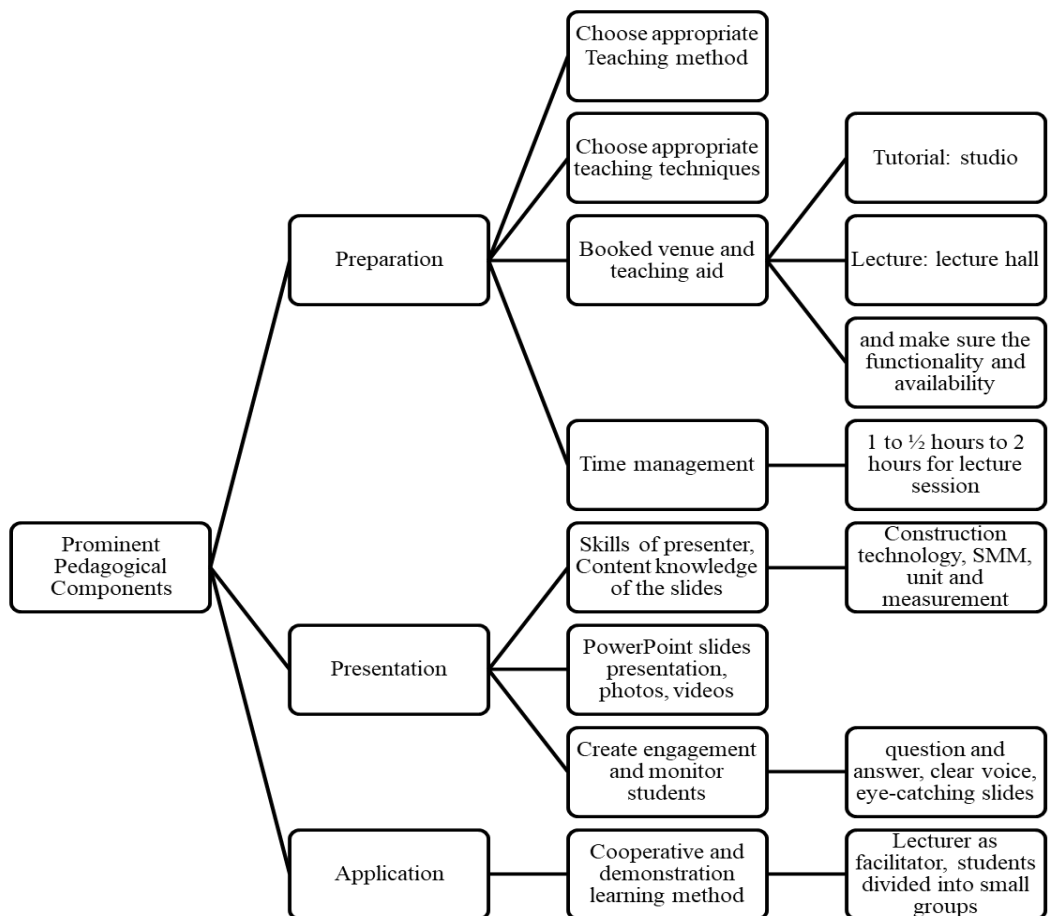 Choose appropriate
Teaching method
Choose appropriate
teaching techniques
Tutorial: studio
Preparation
Booked venue and
teaching aid
Lecture: lecture hall
and make sure the
functionality and
availability
Time management
1 to ½ hours to 2
hours for lecture
session
Prominent
Pedagogical
Components
Skills of presenter,
Content knowledge
of the slides
Construction
technology, SMM,
unit and
measurement
Presentation
PowerPoint slides
presentation,
photos, videos
Create engagement
and monitor
students
question and
answer, clear voice,
eye-catching slides
Application
Cooperative and
demonstration
learning method
Lecturer as
facilitator, students
divided into small
groups